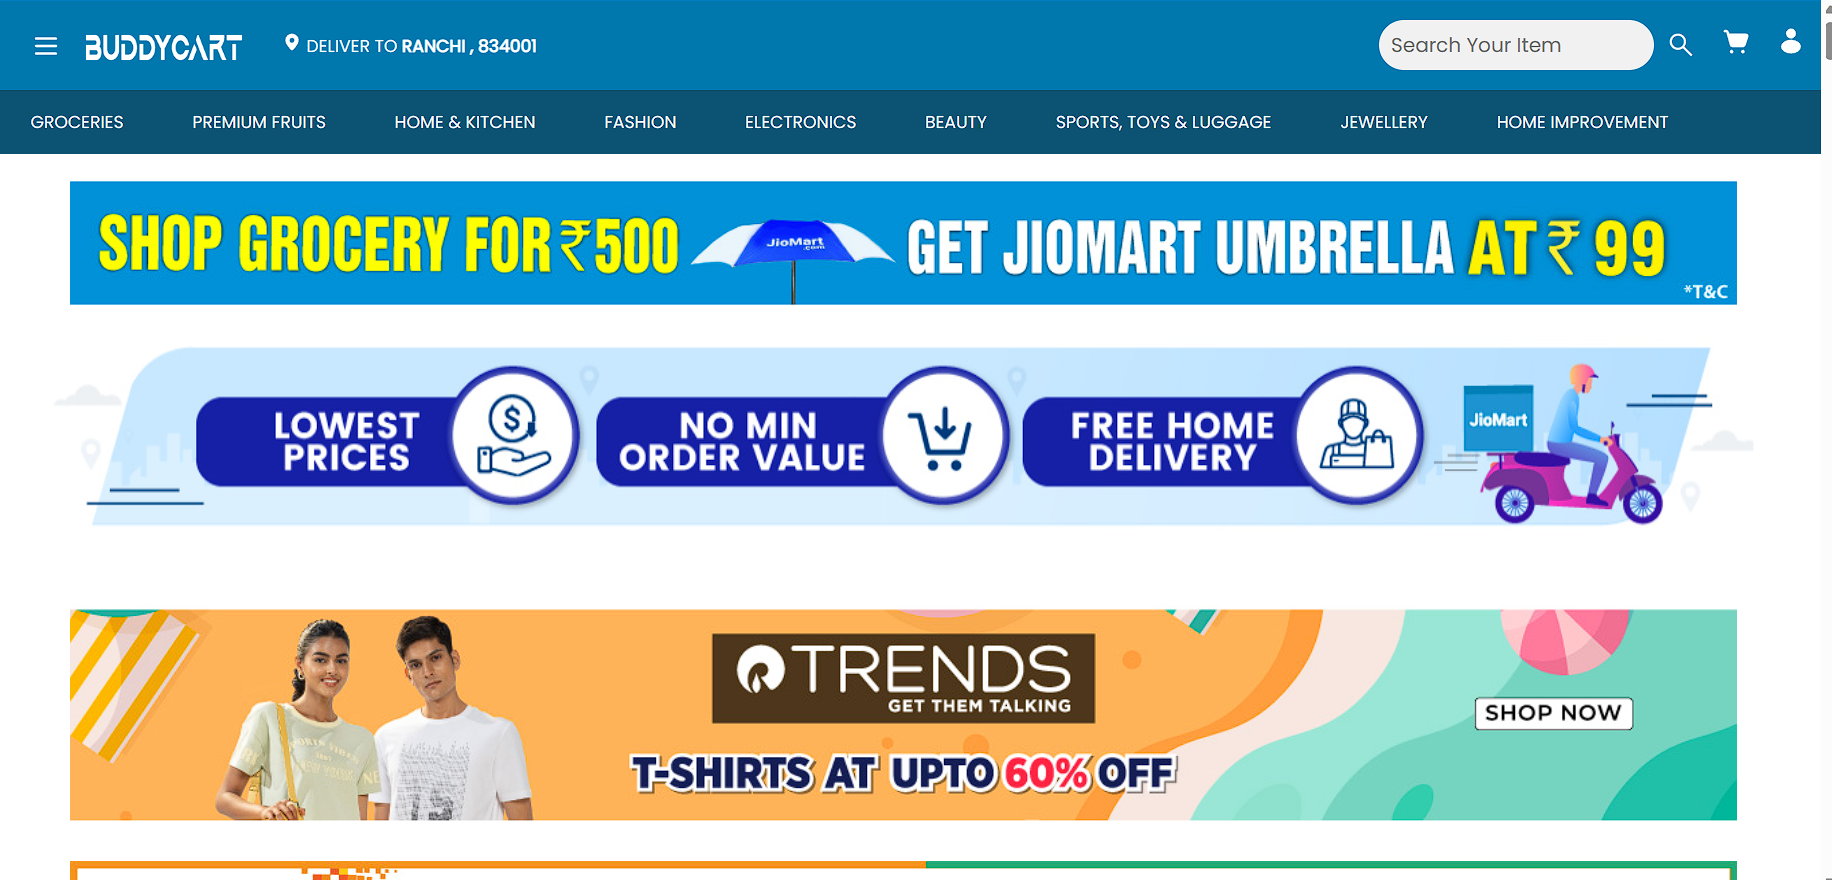 BUDDYCART
DELIVER TO RANCHI , 834001
Search Your Item
GROCERIES
PREMIUM FRUITS
HOME & KITCHEN
FASHION
ELECTRONICS
BEAUTY
SPORTS, TOYS & LUGGAGE
JEWELLERY
HOME IMPROVEMENT
SHOP GROCERY FOR ₹500
JioMart
.com
GET JIOMART UMBRELLA AT ₹ 99
*T&C
LOWEST
PRICES
NO MIN
ORDER VALUE
FREE HOME
DELIVERY
JioMart
TRENDS
GET THEM TALKING
SHOP NOW
T-SHIRTS AT UPTO 60% OFF